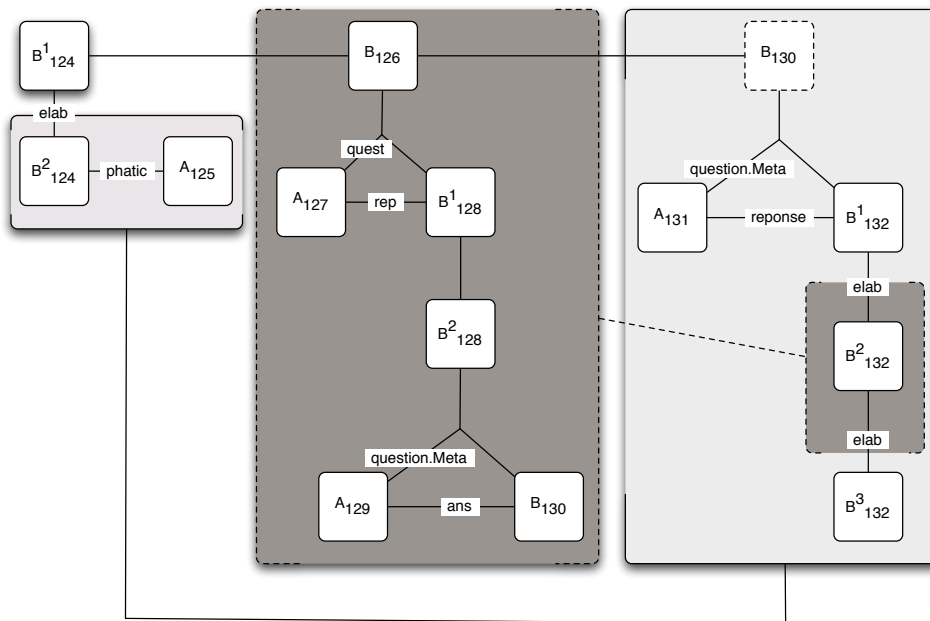 B¹124
B126
B130
elab
B²124
phatic
A125
quest
question.Meta
A127
rep
B¹128
A131
reponse
B¹132
elab
B²128
B²132
elab
question.Meta
A129
ans
B130
B³132